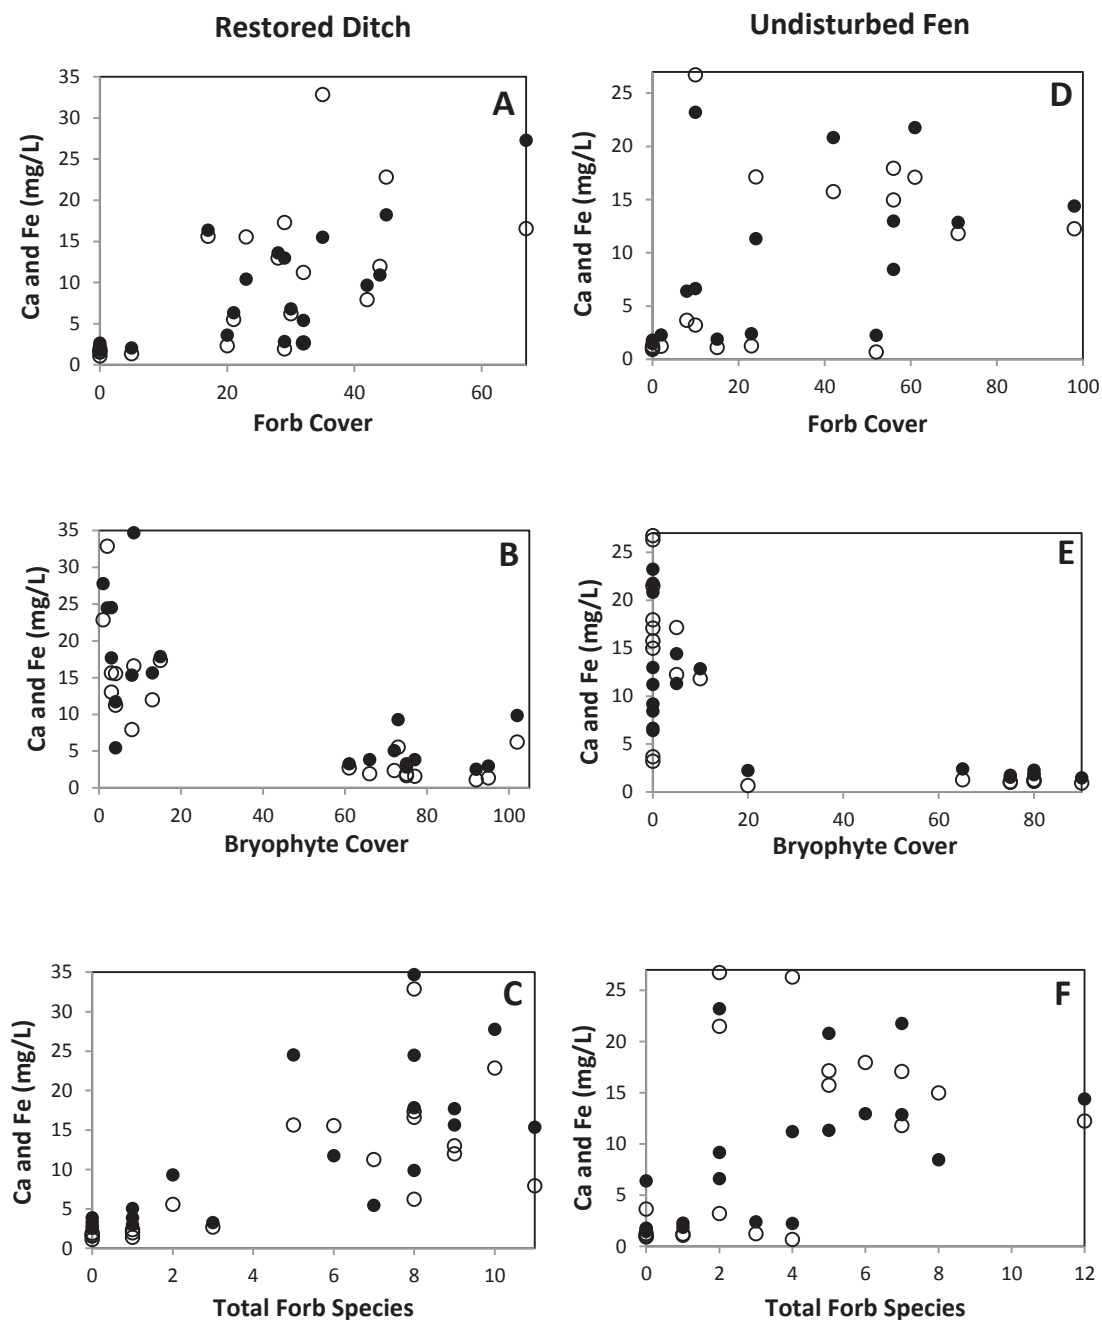 Restored Ditch
Undisturbed Fen
A
35
30
25
20
15
10
5
0
Ca and Fe (mg/L)
0 20 40 60
Forb Cover
D
25
20
15
10
5
0
Ca and Fe (mg/L)
0 20 40 60 80 100
Forb Cover
B
35
30
25
20
15
10
5
0
Ca and Fe (mg/L)
0 20 40 60 80 100
Bryophyte Cover
E
25
20
15
10
5
0
Ca and Fe (mg/L)
0 20 40 60 80
Bryophyte Cover
C
35
30
25
20
15
10
5
0
Ca and Fe (mg/L)
0 2 4 6 8 10
Total Forb Species
F
25
20
15
10
5
0
Ca and Fe (mg/L)
0 2 4 6 8 10 12
Total Forb Species